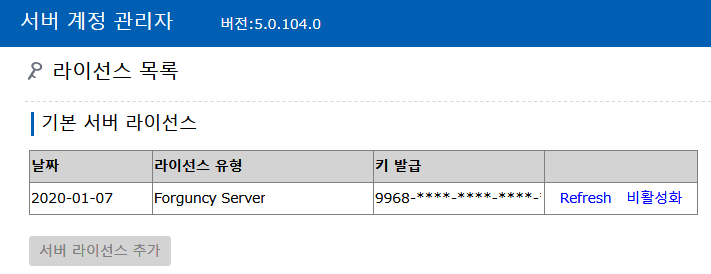 서버 계정 관리자 버전:5.0.104.0
라이선스 목록
기본 서버 라이선스
날짜 라이선스 유형 키 발급
2020-01-07 Forguncy Server 9968-****-****-****-* Refresh 비활성화
서버 라이선스 추가